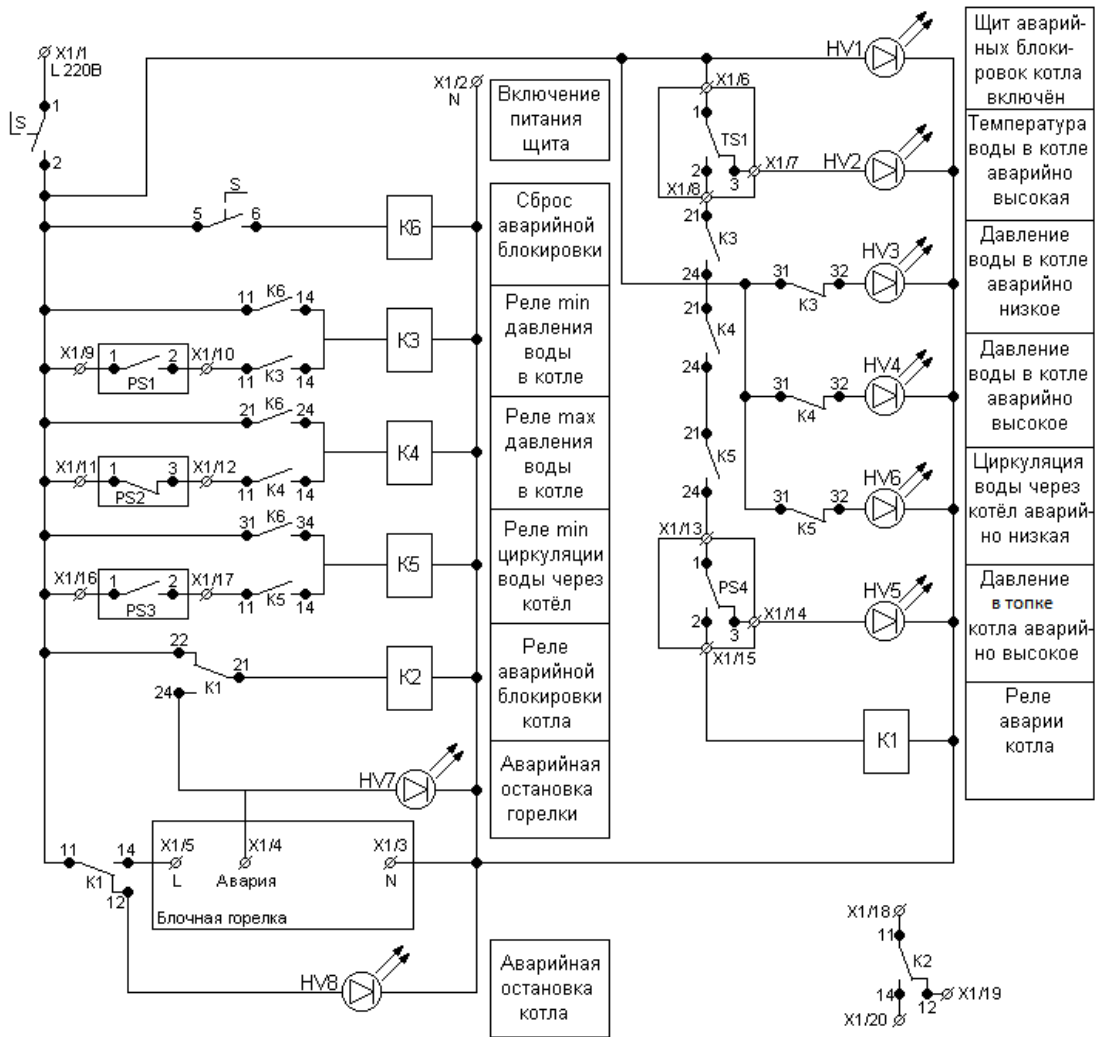 X1/1
L 220В
1
S
2
X1/2
N
Включение
питания
щита
S
5
6
К6
Сброс
аварийной
блокировки
К6
11
14
К3
Реле min
давления
воды
в котле
X1/9
1
2
X1/10
PS1
11
К3
14
К6
21
24
К4
Реле max
давления
воды
в котле
X1/11
1
3
X1/12
PS2
11
К4
14
К6
31
34
К5
Реле min
циркуляции
воды через
котёл
X1/16
1
2
X1/17
PS3
11
К5
14
22
21
К1
24
К2
Реле
аварийной
блокировки
котла
HV7
Аварийная
остановка
горелки
11
14
К1
12
X1/5
L
X1/4
Авария
X1/3
N
Блочная горелка
HV8
Аварийная
остановка
котла
HV1
Щит аварий-
ных блоки-
ровок котла
включён
X1/6
1
TS1
2
3
X1/7
X1/8
HV2
Температура
воды в котле
аварийно
высокая
21
К3
24
31
32
К3
HV3
Давление
воды в котле
аварийно
низкое
21
К4
24
31
32
К4
HV4
Давление
воды в котле
аварийно
высокое
21
К5
24
31
32
К5
HV6
Циркуляция
воды через
котёл аварий-
но низкая
X1/13
1
PS4
2
3
X1/14
X1/15
HV5
Давление
в топке
котла аварий-
но высокое
К1
Реле
аварии
котла
X1/18
11
К2
14
12
X1/19
X1/20